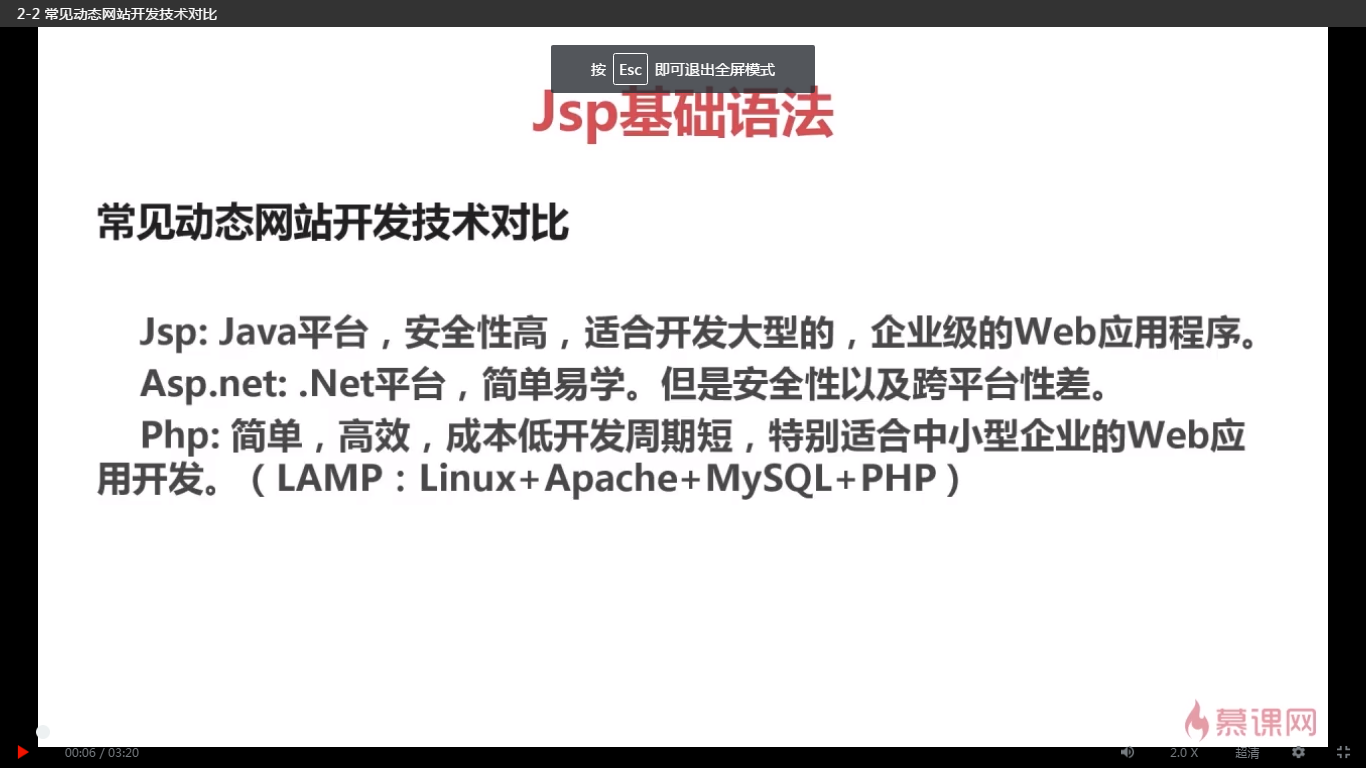 2-2 常见动态网站开发技术对比
按 Esc 即可退出全屏模式
Jsp基础语法
常见动态网站开发技术对比
Jsp: Java平台，安全性高，适合开发大型的，企业级的Web应用程序。
Asp.net: .Net平台，简单易学。但是安全性以及跨平台性差。
Php: 简单，高效，成本低开发周期短，特别适合中小型企业的Web应
用开发。（LAMP：Linux+Apache+MySQL+PHP）
慕课网
00:06 / 03:20
2.0 X
超清